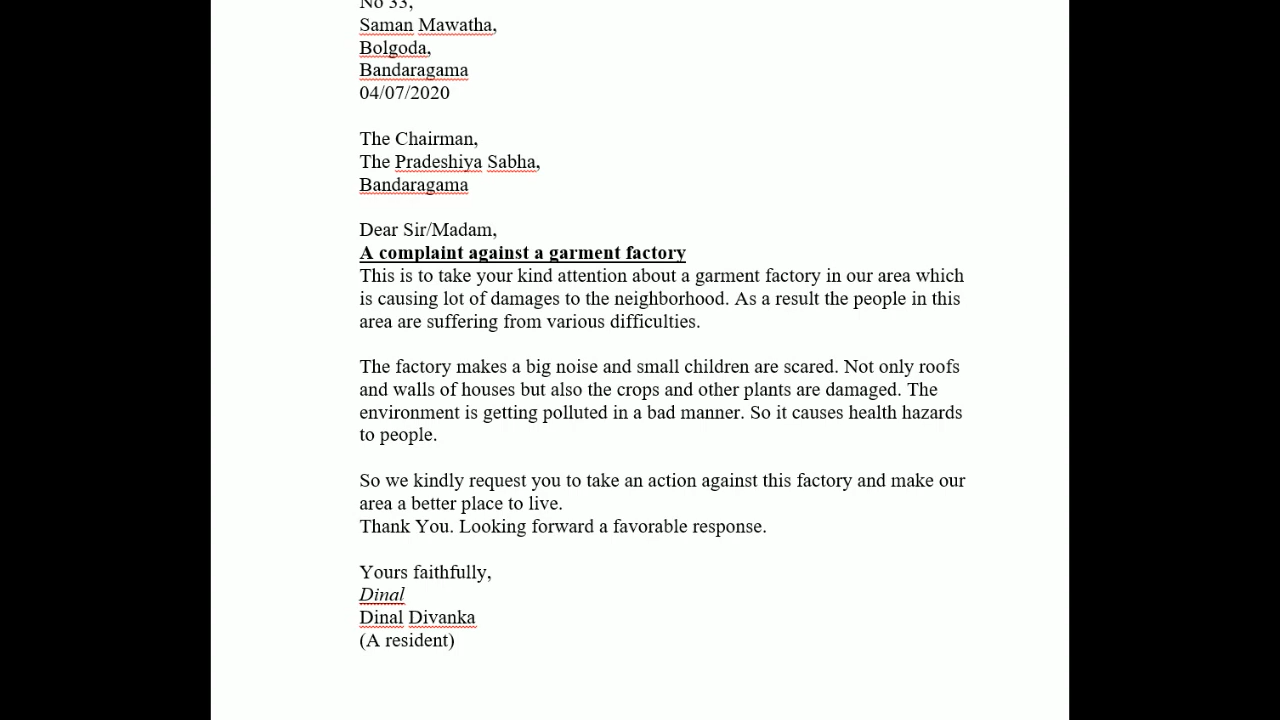 No 33,
Saman Mawatha,
Bolgoda,
Bandaragama
04/07/2020
The Chairman,
The Pradeshiya Sabha,
Bandaragama
Dear Sir/Madam,
A complaint against a garment factory
This is to take your kind attention about a garment factory in our area which
is causing lot of damages to the neighborhood. As a result the people in this
area are suffering from various difficulties.
The factory makes a big noise and small children are scared. Not only roofs
and walls of houses but also the crops and other plants are damaged. The
environment is getting polluted in a bad manner. So it causes health hazards
to people.
So we kindly request you to take an action against this factory and make our
area a better place to live.
Thank You. Looking forward a favorable response.
Yours faithfully,
Dinal
Dinal Divanka
(A resident)